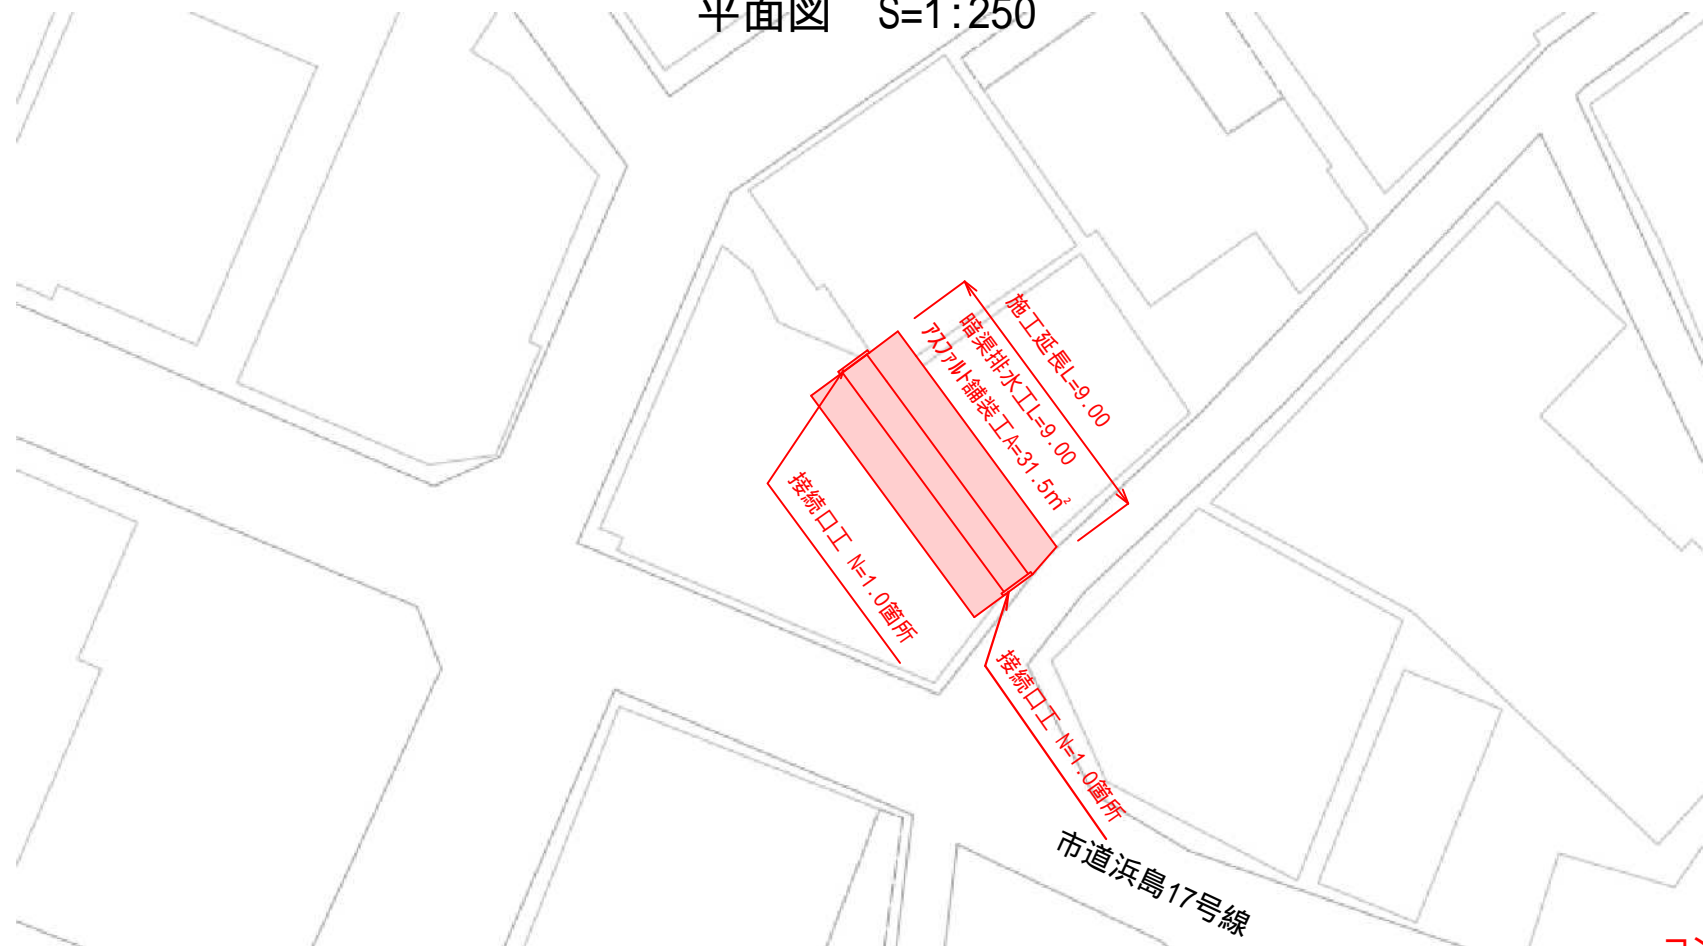 平面図 S=1:250
施工延長L=9.00
暗渠排水工L=9.00
ｱｽﾌｧﾙﾄ舗装工A=31.5m²
接続口工 N=1.0箇所
接続口工 N=1.0箇所
市道浜島17号線